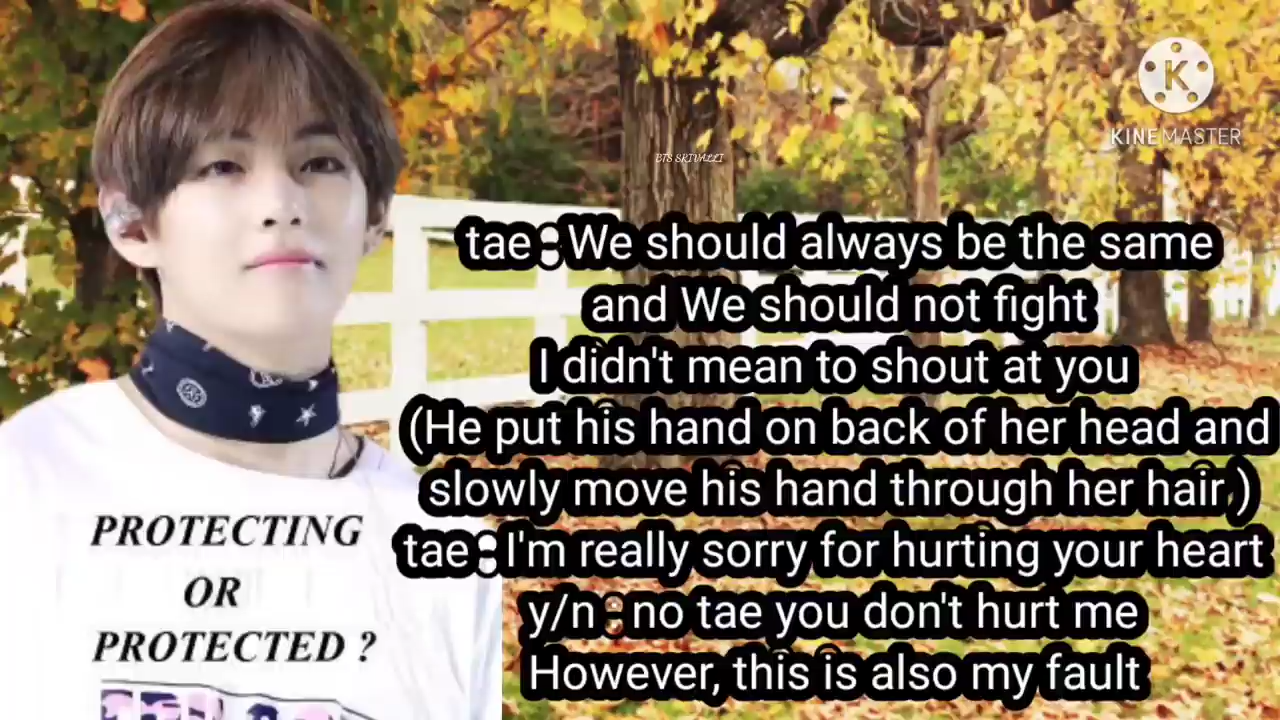 KINEMASTER
BTS SRIVALLI
tae : We should always be the same
and We should not fight
I didn't mean to shout at you
(He put his hand on back of her head and
slowly move his hand through her hair )
tae : I'm really sorry for hurting your heart
y/n : no tae you don't hurt me
However, this is also my fault
PROTECTING
OR
PROTECTED ?